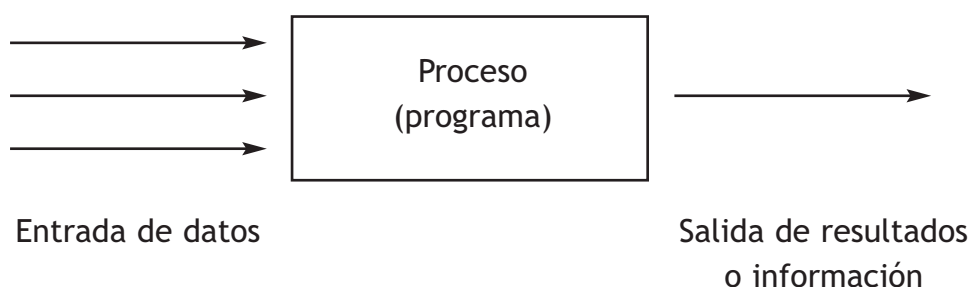 Proceso
(programa)
Entrada de datos
Salida de resultados
o información